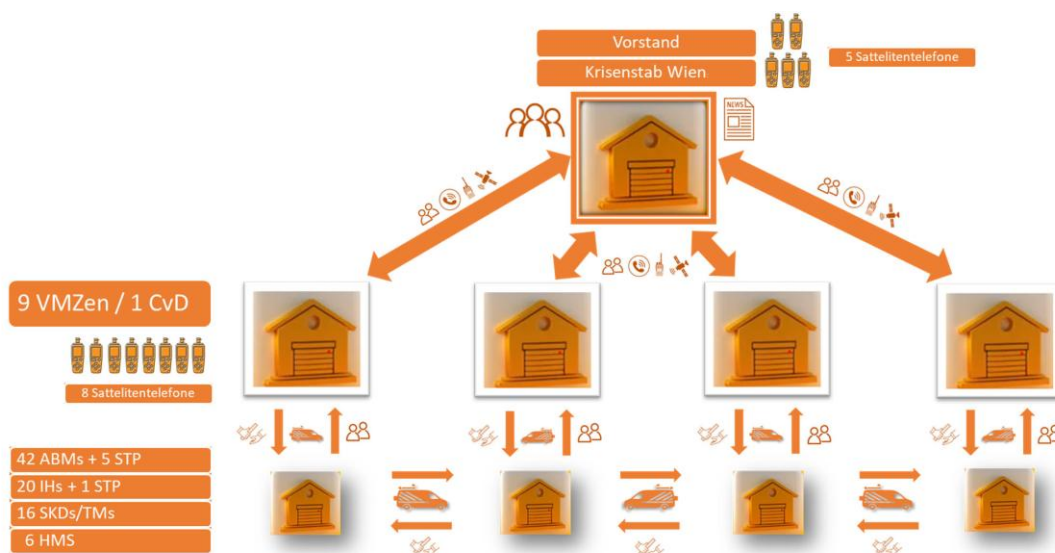 Vorstand
5 Sattelitentelefone
Krisenstab Wien
NEWS
9 VMZen / 1 CvD
8 Sattelitentelefone
42 ABMs + 5 STP
20 IHs + 1 STP
16 SKDs/TMs
6 HMS